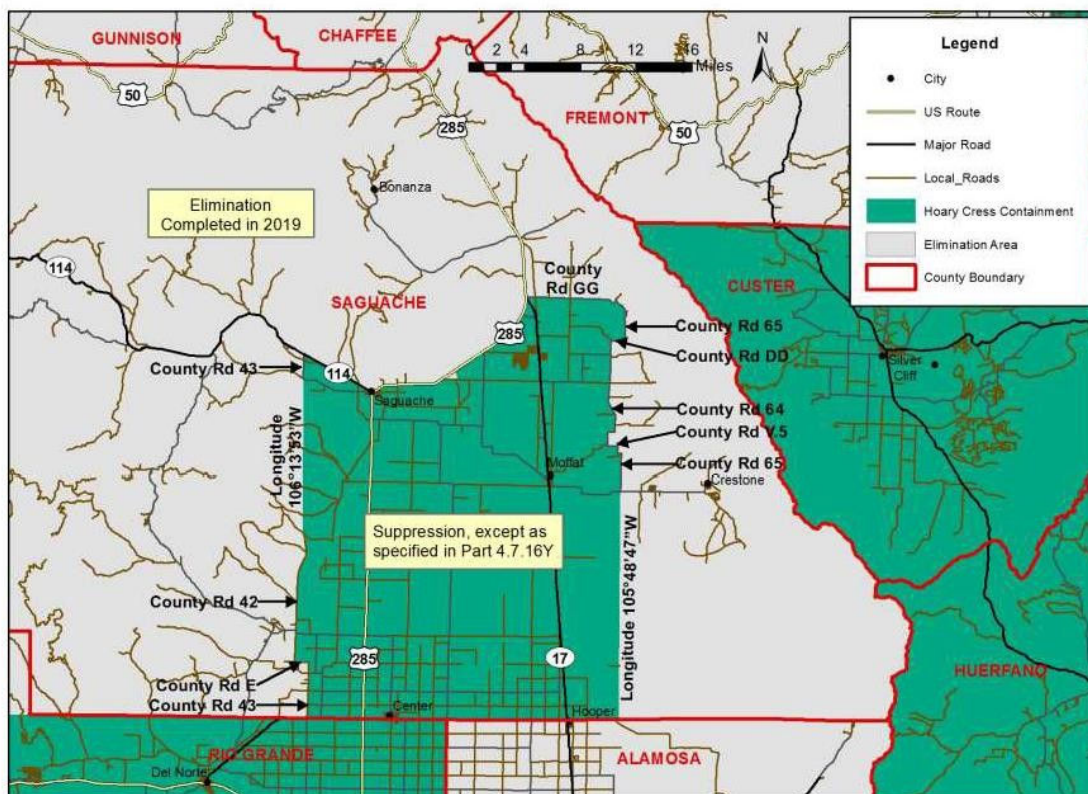 GUNNISON
CHAFFEE
0 2 4 8 12 16
Miles
N
50
285
FREMONT
50
Bonanza
Elimination
Completed in 2019
114
SAGUACHE
County
Rd GG
CUSTER
285
County Rd 65
County Rd DD
County Rd 43
114
Saguache
Silver
Cliff
County Rd 64
County Rd Y.5
Longitude
106°13'53"W
Moffat
County Rd 65
Crestone
Suppression, except as
specified in Part 4.7.16Y
Longitude 105°48'47"W
County Rd 42
285
17
HUERFANO
County Rd E
County Rd 43
Center
Hooper
RIO GRANDE
ALAMOSA
Del Norte
Legend
City
US Route
Major Road
Local_Roads
Hoary Cress Containment
Elimination Area
County Boundary